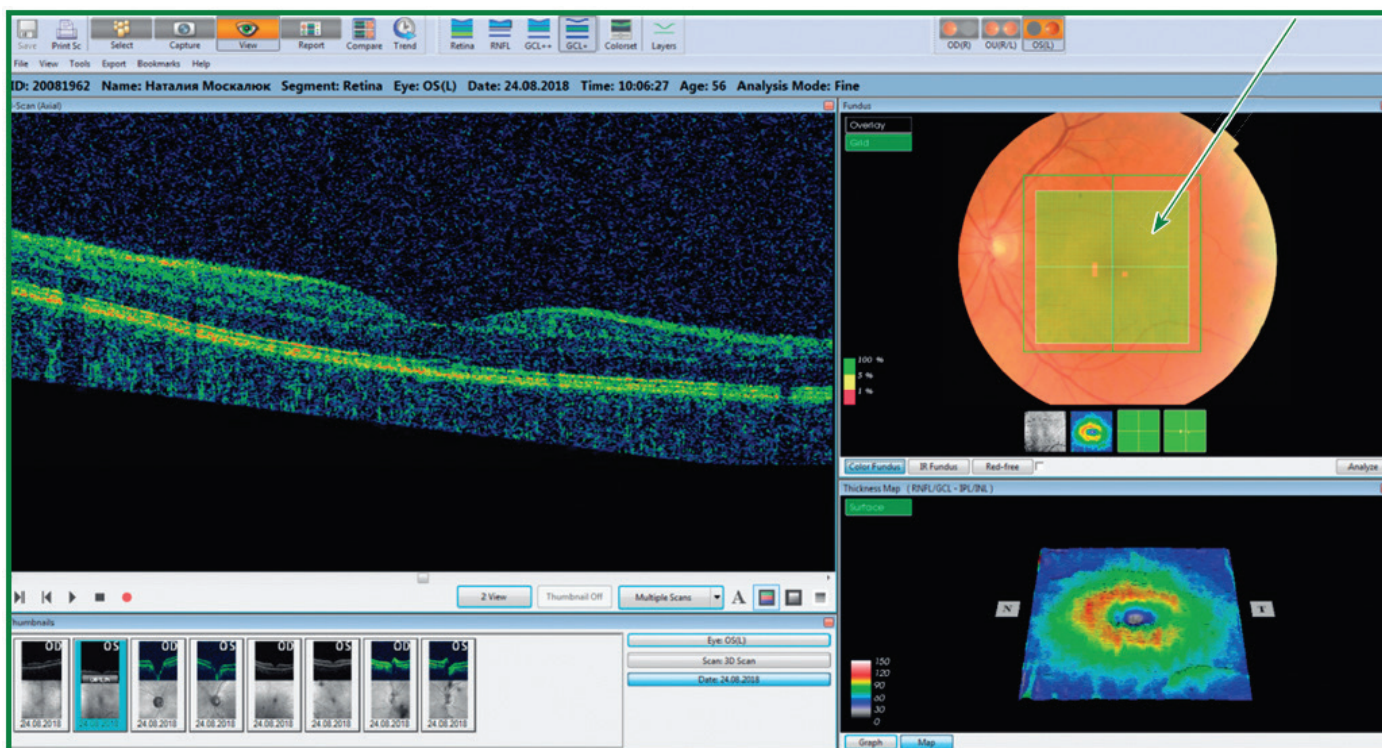 Save Print Sc Select Capture View Report Compare Trend Retina RNFL GCL++ GCL+ Colorset Layers OD(R) OU(R/L) OS(L)
File View Tools Export Bookmarks Help
ID: 20081962 Name: Наталия Москалюк Segment: Retina Eye: OS(L) Date: 24.08.2018 Time: 10:06:27 Age: 56 Analysis Mode: Fine
-Scan (Axial)
Fundus
Overlay
Grid
100 %
5 %
1 %
Color Fundus IR Fundus Red-free Analyze
Thickness Map ( RNFL/GCL - IPL/INL )
Surface
N T
150
120
90
60
30
0
Graph Map
2 View Thumbnail Off Multiple Scans A
humbnails
OD OS OD OS OD OS OD OS
24.08.2018 24.08.2018 24.08.2018 24.08.2018 24.08.2018 24.08.2018 24.08.2018 24.08.2018
Eye: OS(L)
Scan: 3D Scan
Date: 24.08.2018